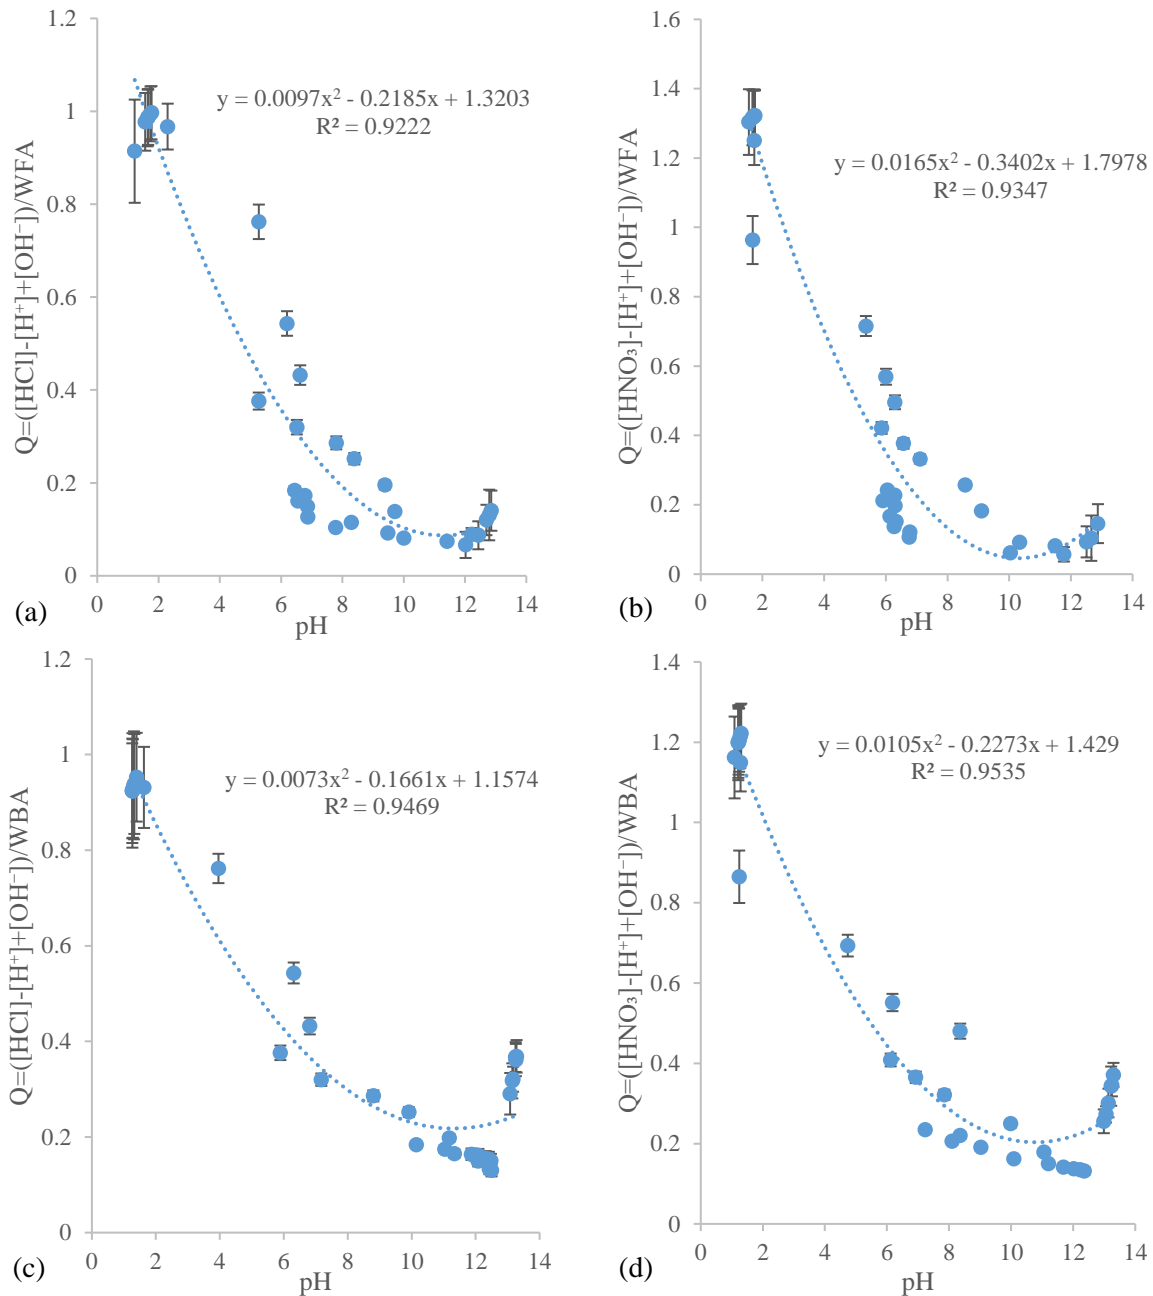 Q=([HCl]-[H⁺]+[OH⁻])/WFA
1.2
1
0.8
0.6
0.4
0.2
0
y = 0.0097x² - 0.2185x + 1.3203
R² = 0.9222
0 2 4 6 8 10 12 14
pH
(a)
Q=([HNO₃]-[H⁺]+[OH⁻])/WFA
1.6
1.4
1.2
1.0
0.8
0.6
0.4
0.2
0
y = 0.0165x² - 0.3402x + 1.7978
R² = 0.9347
0 2 4 6 8 10 12 14
pH
(b)
Q=([HCl]-[H⁺]+[OH⁻])/WBA
1.2
1
0.8
0.6
0.4
0.2
0
y = 0.0073x² - 0.1661x + 1.1574
R² = 0.9469
0 2 4 6 8 10 12 14
pH
(c)
Q=([HNO₃]-[H⁺]+[OH⁻])/WBA
1.4
1.2
1
0.8
0.6
0.4
0.2
0
y = 0.0105x² - 0.2273x + 1.429
R² = 0.9535
0 2 4 6 8 10 12 14
pH
(d)